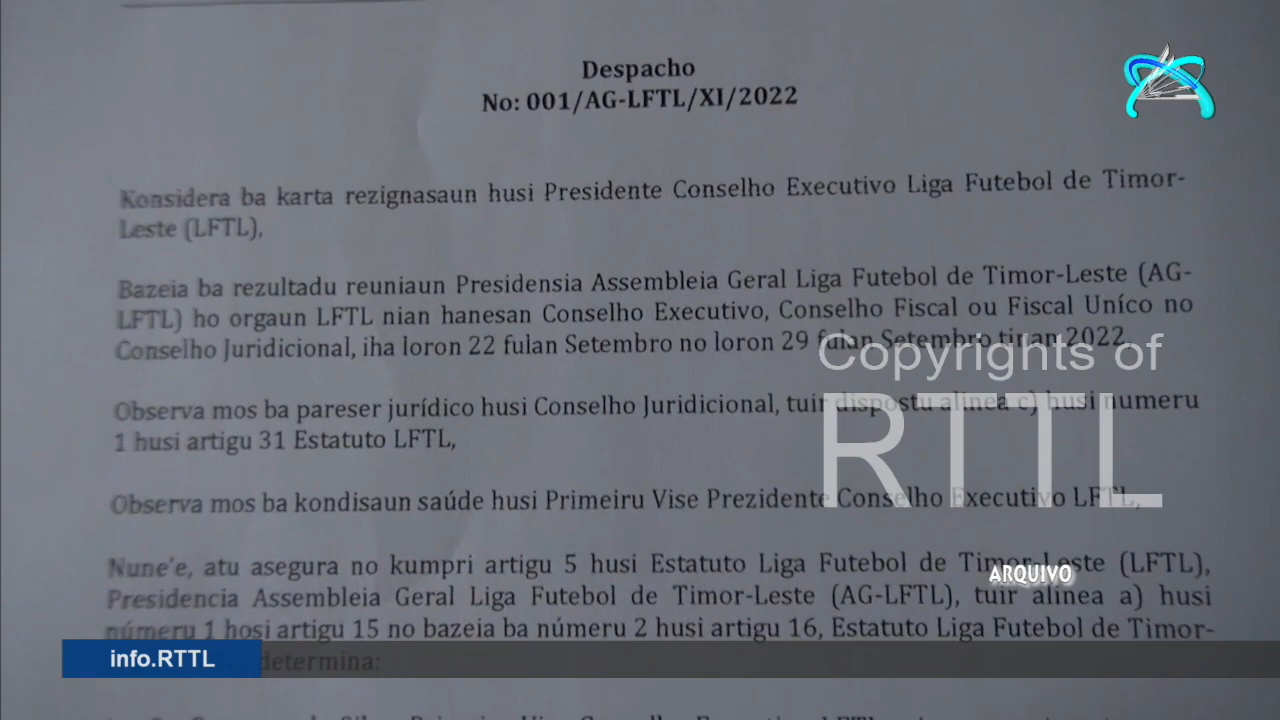 Despacho
No: 001/AG-LFTL/XI/2022
Konsidera ba karta rezignasaun husi Presidente Conselho Executivo Liga Futebol de Timor-
Leste (LFTL),
Bazeia ba rezultadu reuniaun Presidensia Assembleia Geral Liga Futebol de Timor-Leste (AG-
LFTL) ho orgaun LFTL nian hanesan Conselho Executivo, Conselho Fiscal ou Fiscal Uníco no
Conselho Juridicional, iha loron 22 fulan Setembro no loron 29 fulan Setembro tinan 2022,
Copyrights of
RTTL
Observa mos ba pareser jurídico husi Conselho Juridicional, tuir dispostu alinea c) husi numeru
1 husi artigu 31 Estatuto LFTL,
Observa mos ba kondisaun saúde husi Primeiru Vise Prezidente Conselho Executivo LFTL,
Nune'e, atu asegura no kumpri artigu 5 husi Estatuto Liga Futebol de Timor-Leste (LFTL),
ARQUIVO
Presidencia Assembleia Geral Liga Futebol de Timor-Leste (AG-LFTL), tuir alinea a) husi
número 1 hosi artigu 15 no bazeia ba número 2 husi artigu 16, Estatuto Liga Futebol de Timor-
determina:
info.RTTL